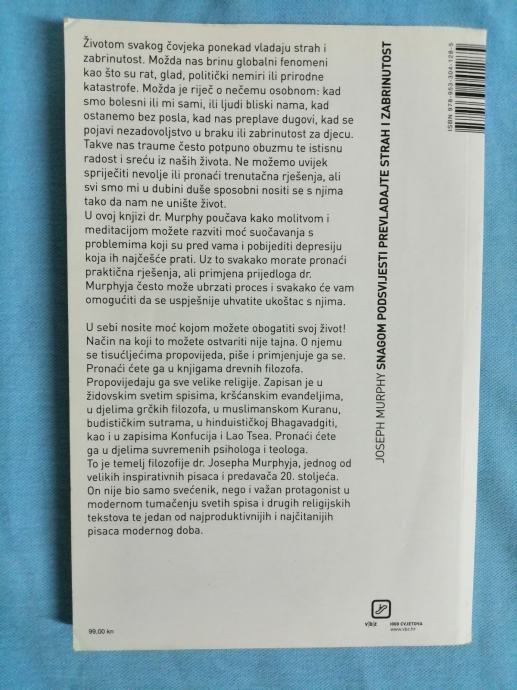 Životom svakog čovjeka ponekad vladaju strah i
zabrinutost. Možda nas brinu globalni fenomeni
kao što su rat, glad, politički nemiri ili prirodne
katastrofe. Možda je riječ o nečemu osobnom: kad
smo bolesni ili mi sami, ili ljudi bliski nama, kad
ostanemo bez posla, kad nas preplave dugovi, kad se
pojavi nezadovoljstvo u braku ili zabrinutost za djecu.
Takve nas traume često potpuno obuzmu te istisnu
radost i sreću iz naših života. Ne možemo uvijek
spriječiti nevolje ili pronaći trenutačna rješenja, ali
svi smo mi u dubini duše sposobni nositi se s njima
tako da nam ne unište život.
U ovoj knjizi dr. Murphy poučava kako molitvom i
meditacijom možete razviti moć suočavanja s
problemima koji su pred vama i pobijediti depresiju
koja ih najčešće prati. Uz to svakako morate pronaći
praktična rješenja, ali primjena prijedloga dr.
Murphyja često može ubrzati proces i svakako će vam
omogućiti da se uspješnije uhvatite ukoštac s njima.
U sebi nosite moć kojom možete obogatiti svoj život!
Način na koji to možete ostvariti nije tajna. O njemu
se tisućljećima propovijeda, piše i primjenjuje ga se.
Pronaći ćete ga u knjigama drevnih filozofa.
Propovijedaju ga sve velike religije. Zapisan je u
židovskim svetim spisima, kršćanskim evanđeljima,
u djelima grčkih filozofa, u muslimanskom Kuranu,
budističkim sutrama, u hinduističkoj Bhagavadgiti,
kao i u zapisima Konfucija i Lao Tsea. Pronaći ćete
ga u djelima suvremenih psihologa i teologa.
To je temelj filozofije dr. Josepha Murphyja, jednog od
velikih inspirativnih pisaca i predavača 20. stoljeća.
On nije bio samo svećenik, nego i važan protagonist u
modernom tumačenju svetih spisa i drugih religijskih
tekstova te jedan od najproduktivnijih i najčitanijih
pisaca modernog doba.
99,00 kn
JOSEPH MURPHY SNAGOM PODSVIJESTI PREVLADAJTE STRAH I ZABRINUTOST
ISBN 978-953-304-128-5
v|b|z
www.vbz.hr